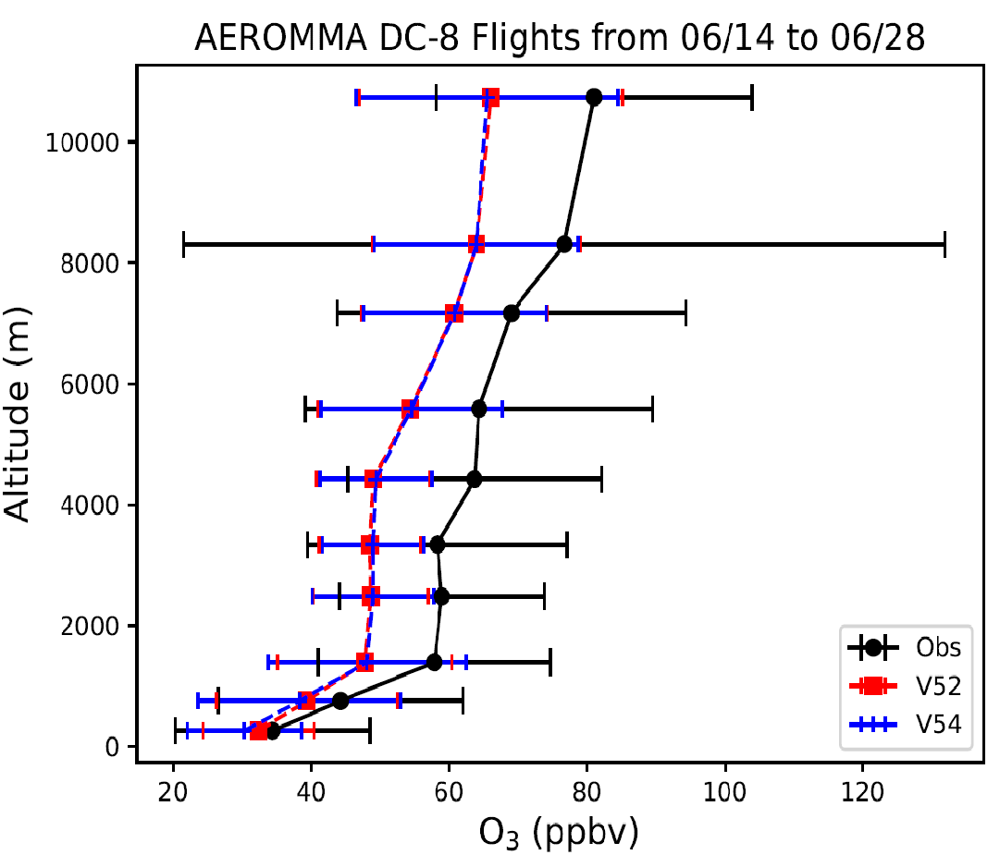 AEROMMA DC-8 Flights from 06/14 to 06/28
Altitude (m)
10000
8000
6000
4000
2000
0
Obs
V52
V54
20 40 60 80 100 120
O₃ (ppbv)